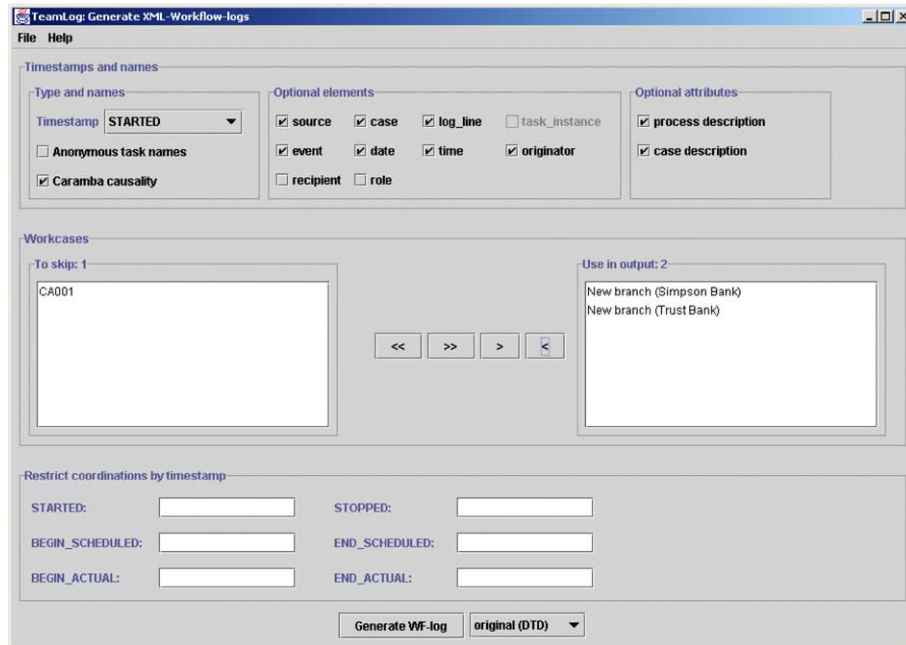 TeamLog: Generate XML-Workflow-logs
File Help
Timestamps and names
Type and names
Timestamp STARTED
Anonymous task names
Caramba causality
Optional elements
source case log_line task_instance
event date time originator
recipient role
Optional attributes
process description
case description
Workcases
To skip: 1
CA001
<< >> > <
Use in output: 2
New branch (Simpson Bank)
New branch (Trust Bank)
Restrict coordinations by timestamp
STARTED: STOPPED:
BEGIN_SCHEDULED: END_SCHEDULED:
BEGIN_ACTUAL: END_ACTUAL:
Generate WF-log original (DTD)